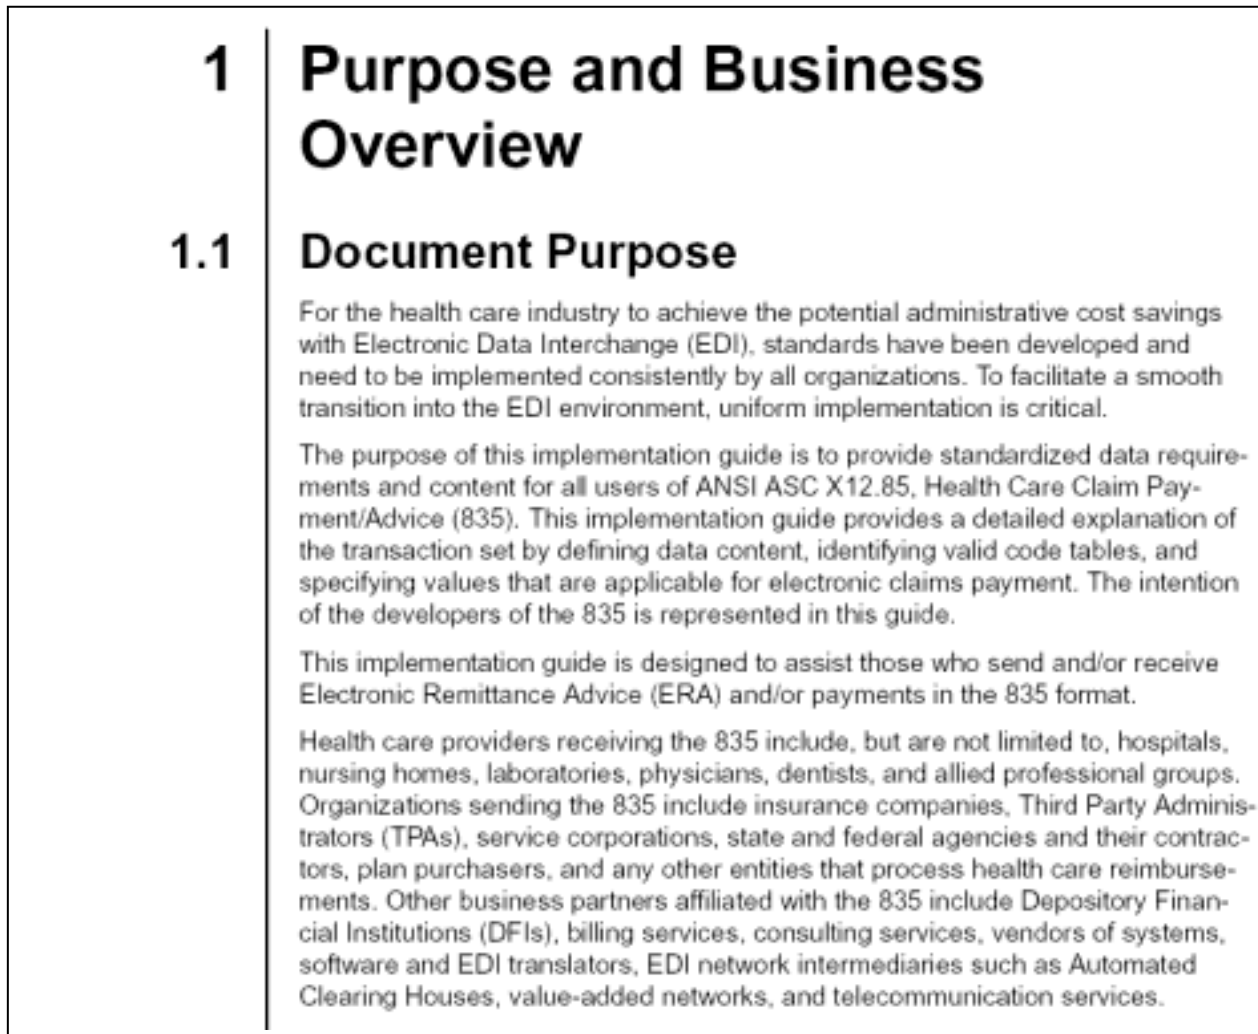 1 Purpose and Business
Overview
1.1 Document Purpose
For the health care industry to achieve the potential administrative cost savings
with Electronic Data Interchange (EDI), standards have been developed and
need to be implemented consistently by all organizations. To facilitate a smooth
transition into the EDI environment, uniform implementation is critical.
The purpose of this implementation guide is to provide standardized data require-
ments and content for all users of ANSI ASC X12.85, Health Care Claim Pay-
ment/Advice (835). This implementation guide provides a detailed explanation of
the transaction set by defining data content, identifying valid code tables, and
specifying values that are applicable for electronic claims payment. The intention
of the developers of the 835 is represented in this guide.
This implementation guide is designed to assist those who send and/or receive
Electronic Remittance Advice (ERA) and/or payments in the 835 format.
Health care providers receiving the 835 include, but are not limited to, hospitals,
nursing homes, laboratories, physicians, dentists, and allied professional groups.
Organizations sending the 835 include insurance companies, Third Party Adminis-
trators (TPAs), service corporations, state and federal agencies and their contrac-
tors, plan purchasers, and any other entities that process health care reimburse-
ments. Other business partners affiliated with the 835 include Depository Finan-
cial Institutions (DFIs), billing services, consulting services, vendors of systems,
software and EDI translators, EDI network intermediaries such as Automated
Clearing Houses, value-added networks, and telecommunication services.